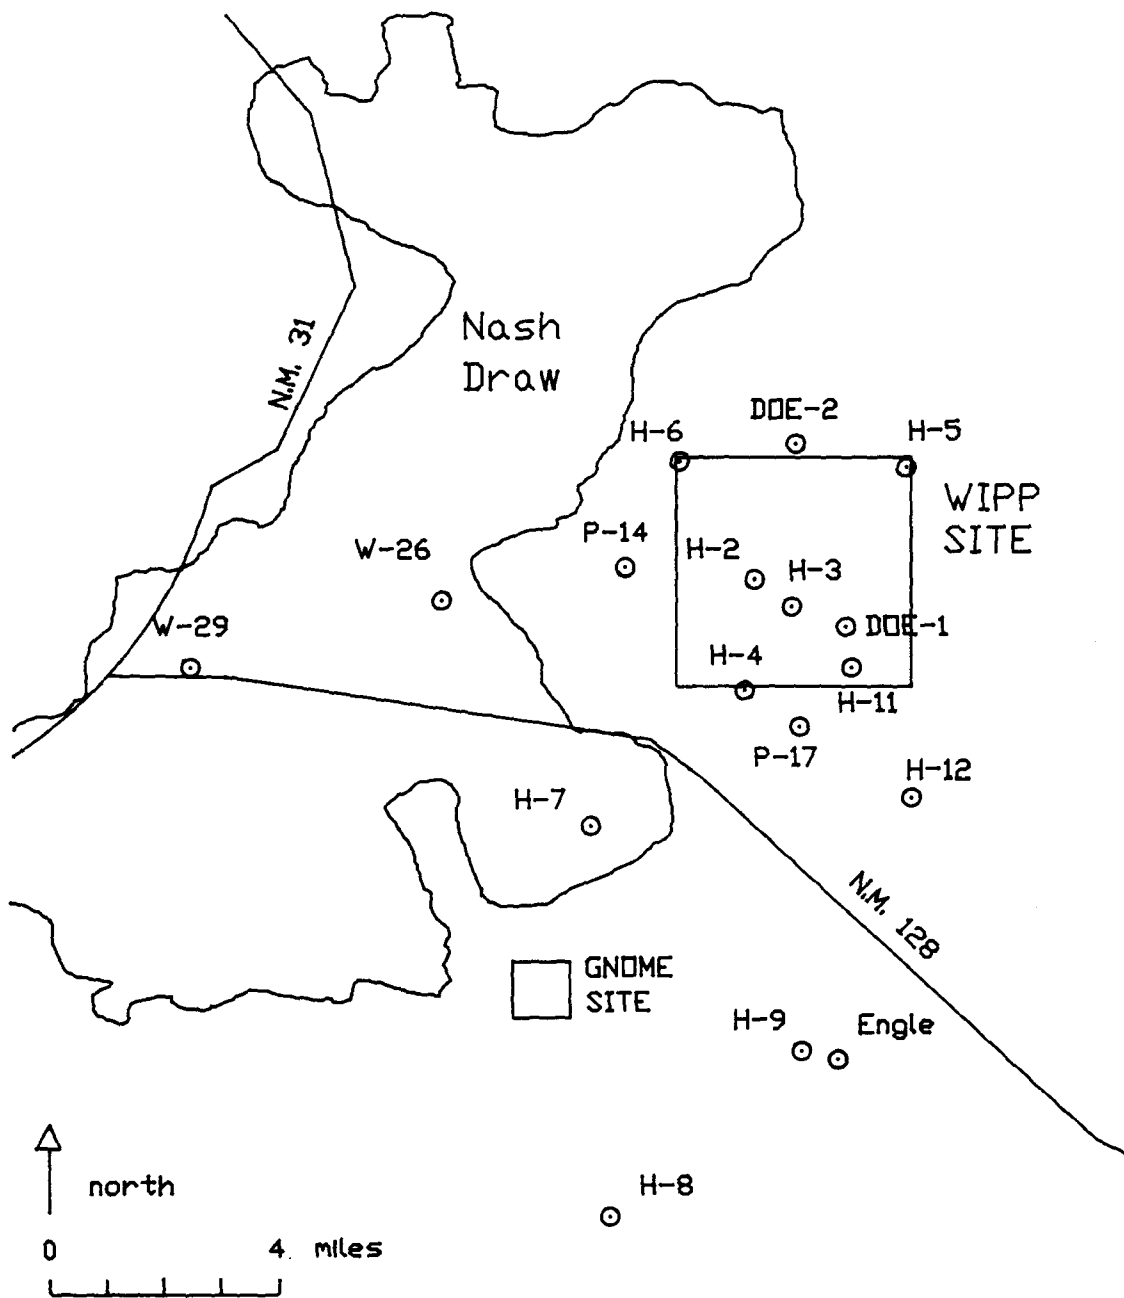 N.M. 31
Nash
Draw
DOE-2
H-6
H-5
WIPP
SITE
P-14
W-26
H-2
H-3
W-29
DOE-1
H-4
H-11
P-17
H-12
H-7
N.M. 128
GNOME
SITE
H-9
Engle
north
H-8
0 4 miles